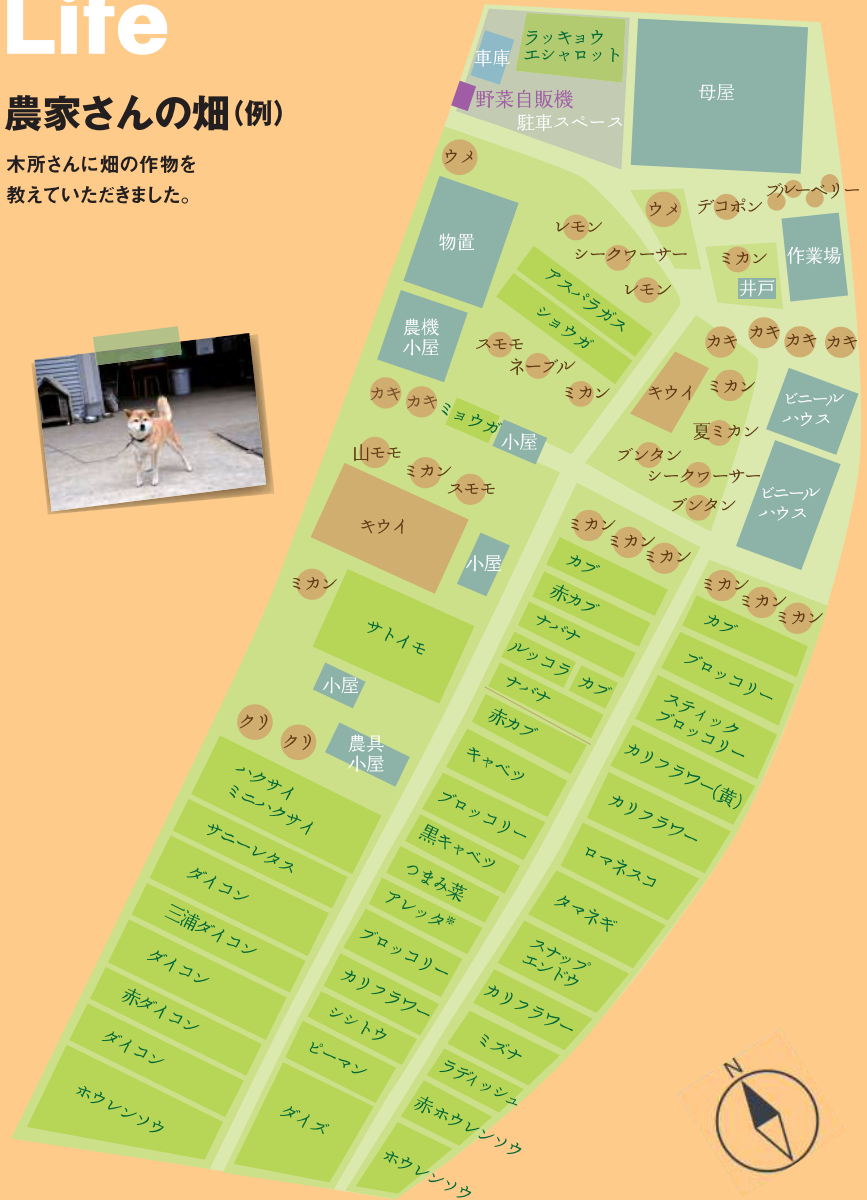 Life
農家さんの畑(例)
木所さんに畑の作物を
教えていただきました。
車庫
ラッキョウ
エシャロット
野菜自販機
駐車スペース
母屋
ウメ
物置
農機
小屋
レモン
シークワーサー
レモン
ウメ
デコポン
ブルーベリー
ミカン
井戸
作業場
アスパラガス
ショウガ
スモモ
ネーブル
ミカン
カキ
カキ
ミョウガ
小屋
カキ
カキ
カキ
カキ
キウイ
ミカン
夏ミカン
ブンタン
シークワーサー
ブンタン
ビニール
ハウス
ビニール
ハウス
山モモ
ミカン
スモモ
キウイ
小屋
ミカン
サトイモ
小屋
クリ
クリ
農具
小屋
ハクサイ
ミニハクサイ
サニーレタス
ダイコン
三浦ダイコン
ダイコン
赤ダイコン
ダイコン
ホウレンソウ
ミカン
ミカン
ミカン
カブ
赤カブ
ナバナ
ルッコラ
カブ
ナバナ
赤カブ
キャベツ
ブロッコリー
黒キャベツ
つまみ菜
アレッタ※
ブロッコリー
カリフラワー
シシトウ
ピーマン
ダイズ
ミカン
ミカン
ミカン
カブ
ブロッコリー
スティック
ブロッコリー
カリフラワー(黄)
カリフラワー
ロマネスコ
タマネギ
スナップ
エンドウ
カリフラワー
ミズナ
ラディッシュ
赤ホウレンソウ
ホウレンソウ
N